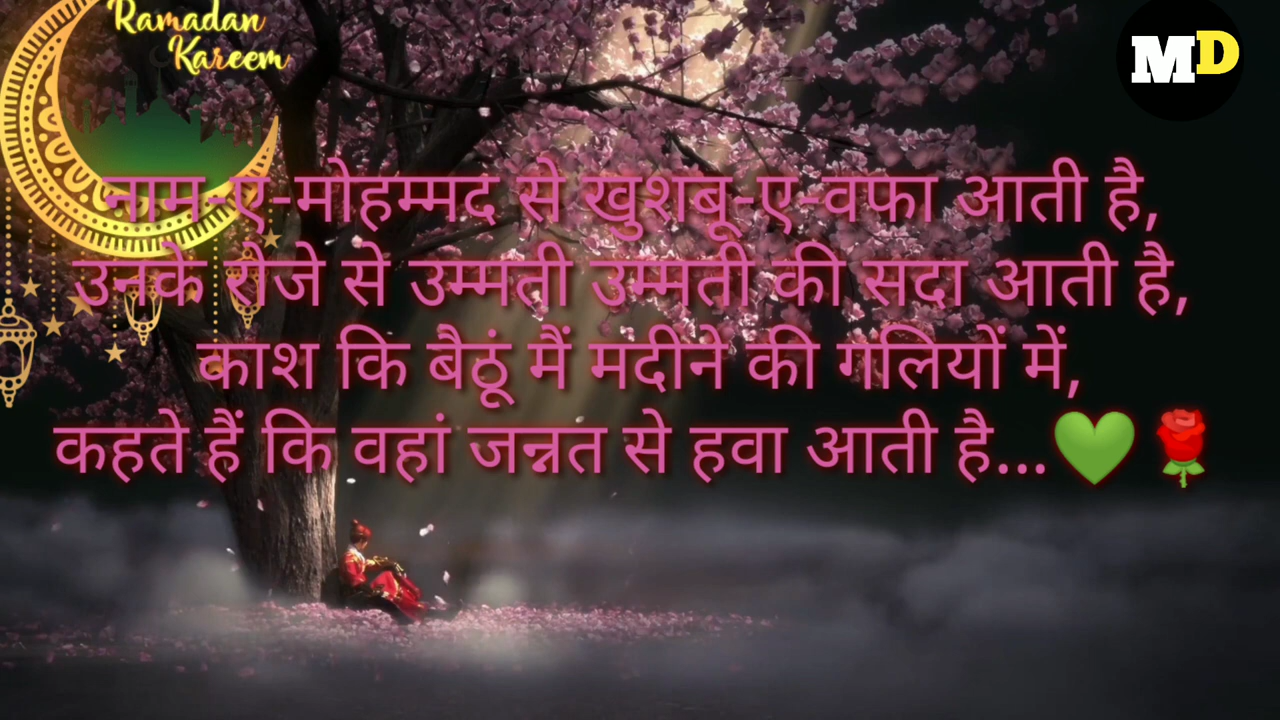 Ramadan
Kareem
MD
नाम-ए-मोहम्मद से खुशबू-ए-वफा आती है,
उनके रोजे से उम्मती उम्मती की सदा आती है,
काश कि बैठूं मैं मदीने की गलियों में,
कहते हैं कि वहां जन्नत से हवा आती है...💚🌹